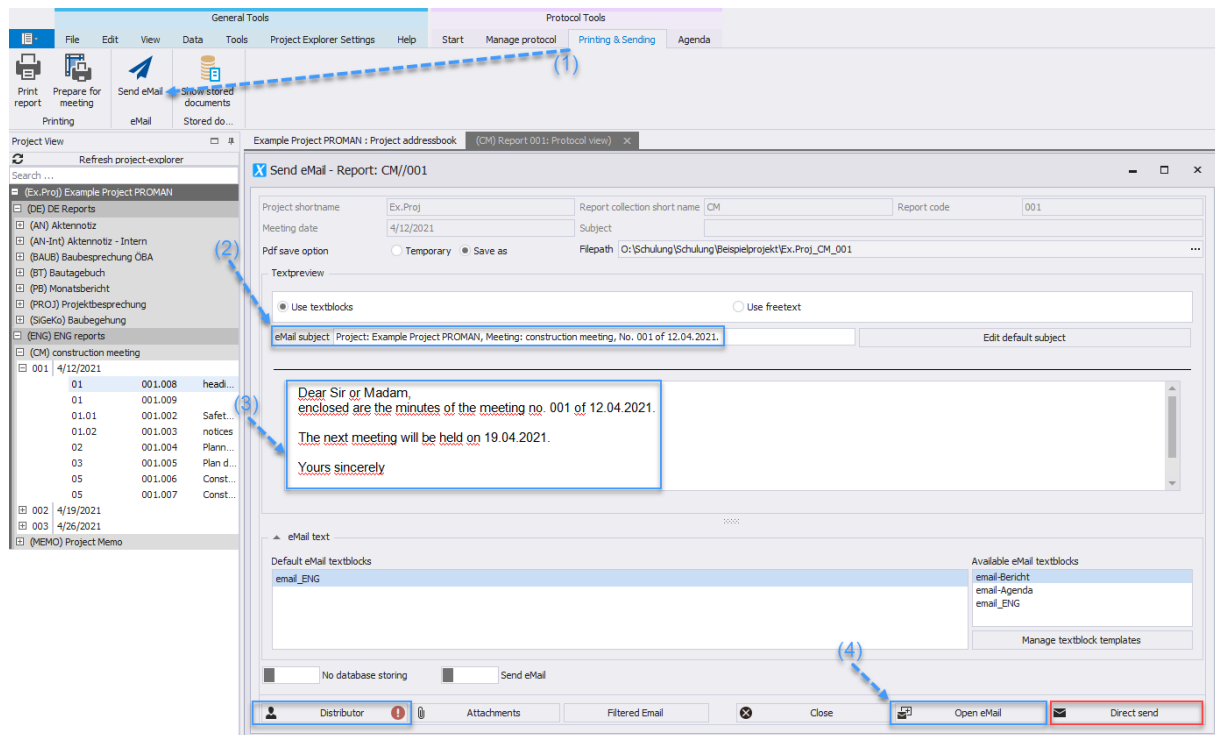 General Tools Protocol Tools
File Edit View Data Tools Project Explorer Settings Help Start Manage protocol Printing & Sending Agenda
(1)
Print report Prepare for meeting Send eMail Show stored documents
Printing eMail Stored do...
Project View
Example Project PROMAN : Project addressbook (CM) Report 001: Protocol view)
Refresh project-explorer
Search ...
(Ex.Proj) Example Project PROMAN
(DE) DE Reports
(AN) Aktennotiz
(AN-Int) Aktennotiz - Intern
(BAUB) Baubesprechung ÖBA
(BT) Bautagebuch
(PB) Monatsbericht
(PROJ) Projektbesprechung
(SiGeKo) Baubegehung
(ENG) ENG reports
(CM) construction meeting
001 4/12/2021
01 001.008 headi...
01 001.009
01.01 001.002 Safet...
01.02 001.003 notices
02 001.004 Plann...
03 001.005 Plan d...
05 001.006 Const...
05 001.007 Const...
002 4/19/2021
003 4/26/2021
(MEMO) Project Memo
Send eMail - Report: CM//001
Project shortname Ex.Proj Report collection short name CM Report code 001
Meeting date 4/12/2021 Subject
(2)
Pdf save option Temporary Save as Filepath O:\Schulung\Schulung\Beispielprojekt\Ex.Proj_CM_001 ...
Textpreview
Use textblocks Use freetext
eMail subject Project: Example Project PROMAN, Meeting: construction meeting, No. 001 of 12.04.2021. Edit default subject
(3)
Dear Sir or Madam,
enclosed are the minutes of the meeting no. 001 of 12.04.2021.
The next meeting will be held on 19.04.2021.
Yours sincerely
eMail text
Default eMail textblocks Available eMail textblocks
email_ENG
email-Bericht
email-Agenda
email_ENG
Manage textblock templates
(4)
No database storing Send eMail
Distributor Attachments Filtered Email Close Open eMail Direct send